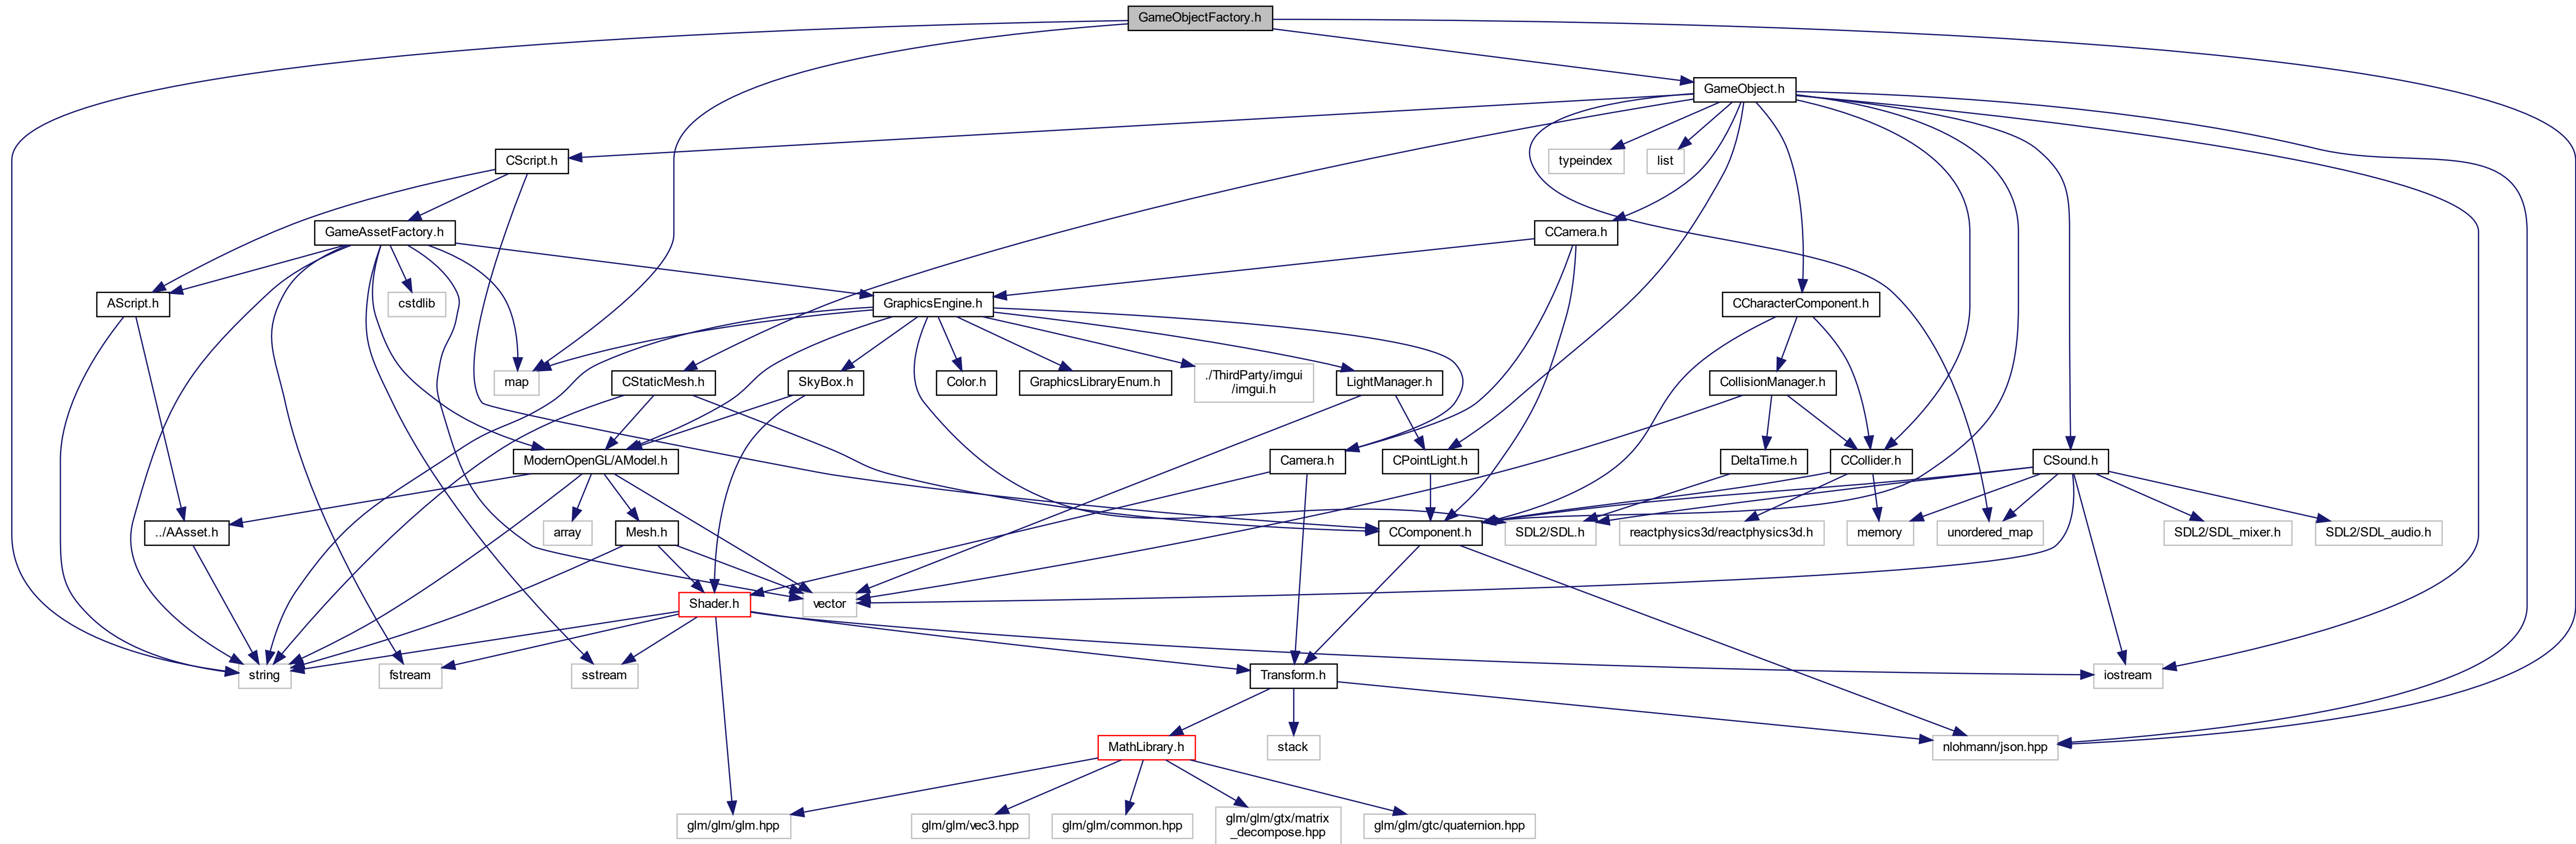 GameObjectFactory.h
GameObject.h
CScript.h
typeindex
list
GameAssetFactory.h
CCamera.h
AScript.h
cstdlib
GraphicsEngine.h
CCharacterComponent.h
map
CStaticMesh.h
SkyBox.h
Color.h
GraphicsLibraryEnum.h
./ThirdParty/imgui
/imgui.h
LightManager.h
CollisionManager.h
ModernOpenGL/AModel.h
Camera.h
CPointLight.h
DeltaTime.h
CCollider.h
CSound.h
../AAsset.h
array
Mesh.h
CComponent.h
SDL2/SDL.h
reactphysics3d/reactphysics3d.h
memory
unordered_map
SDL2/SDL_mixer.h
SDL2/SDL_audio.h
Shader.h
vector
string
fstream
sstream
Transform.h
iostream
MathLibrary.h
stack
nlohmann/json.hpp
glm/glm/glm.hpp
glm/glm/vec3.hpp
glm/glm/common.hpp
glm/glm/gtx/matrix
_decompose.hpp
glm/glm/gtc/quaternion.hpp